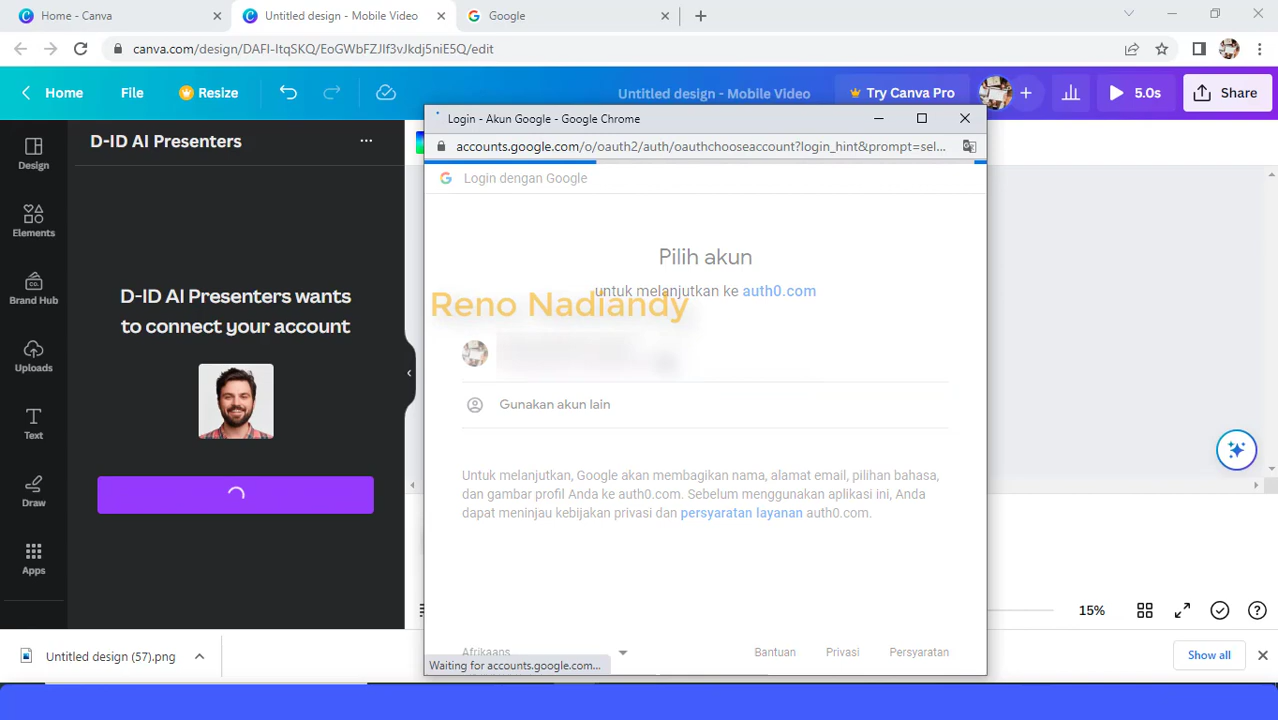 Home - Canva
Untitled design - Mobile Video
Google
canva.com/design/DAFI-ItqSKQ/EoGWbFZJIf3vJkdj5niE5Q/edit
Home
File
Resize
Untitled design - Mobile Video
Try Canva Pro
5.0s
Share
Design
Elements
Brand Hub
Uploads
Text
Draw
Apps
D-ID AI Presenters
D-ID AI Presenters wants
to connect your account
Login - Akun Google - Google Chrome
accounts.google.com/o/oauth2/auth/oauthchooseaccount?login_hint&prompt=sel...
Login dengan Google
Pilih akun
untuk melanjutkan ke auth0.com
Reno Nadiandy
Gunakan akun lain
Untuk melanjutkan, Google akan membagikan nama, alamat email, pilihan bahasa,
dan gambar profil Anda ke auth0.com. Sebelum menggunakan aplikasi ini, Anda
dapat meninjau kebijakan privasi dan persyaratan layanan auth0.com.
Afrikaans
Bantuan
Privasi
Persyaratan
Waiting for accounts.google.com...
15%
Untitled design (57).png
Show all